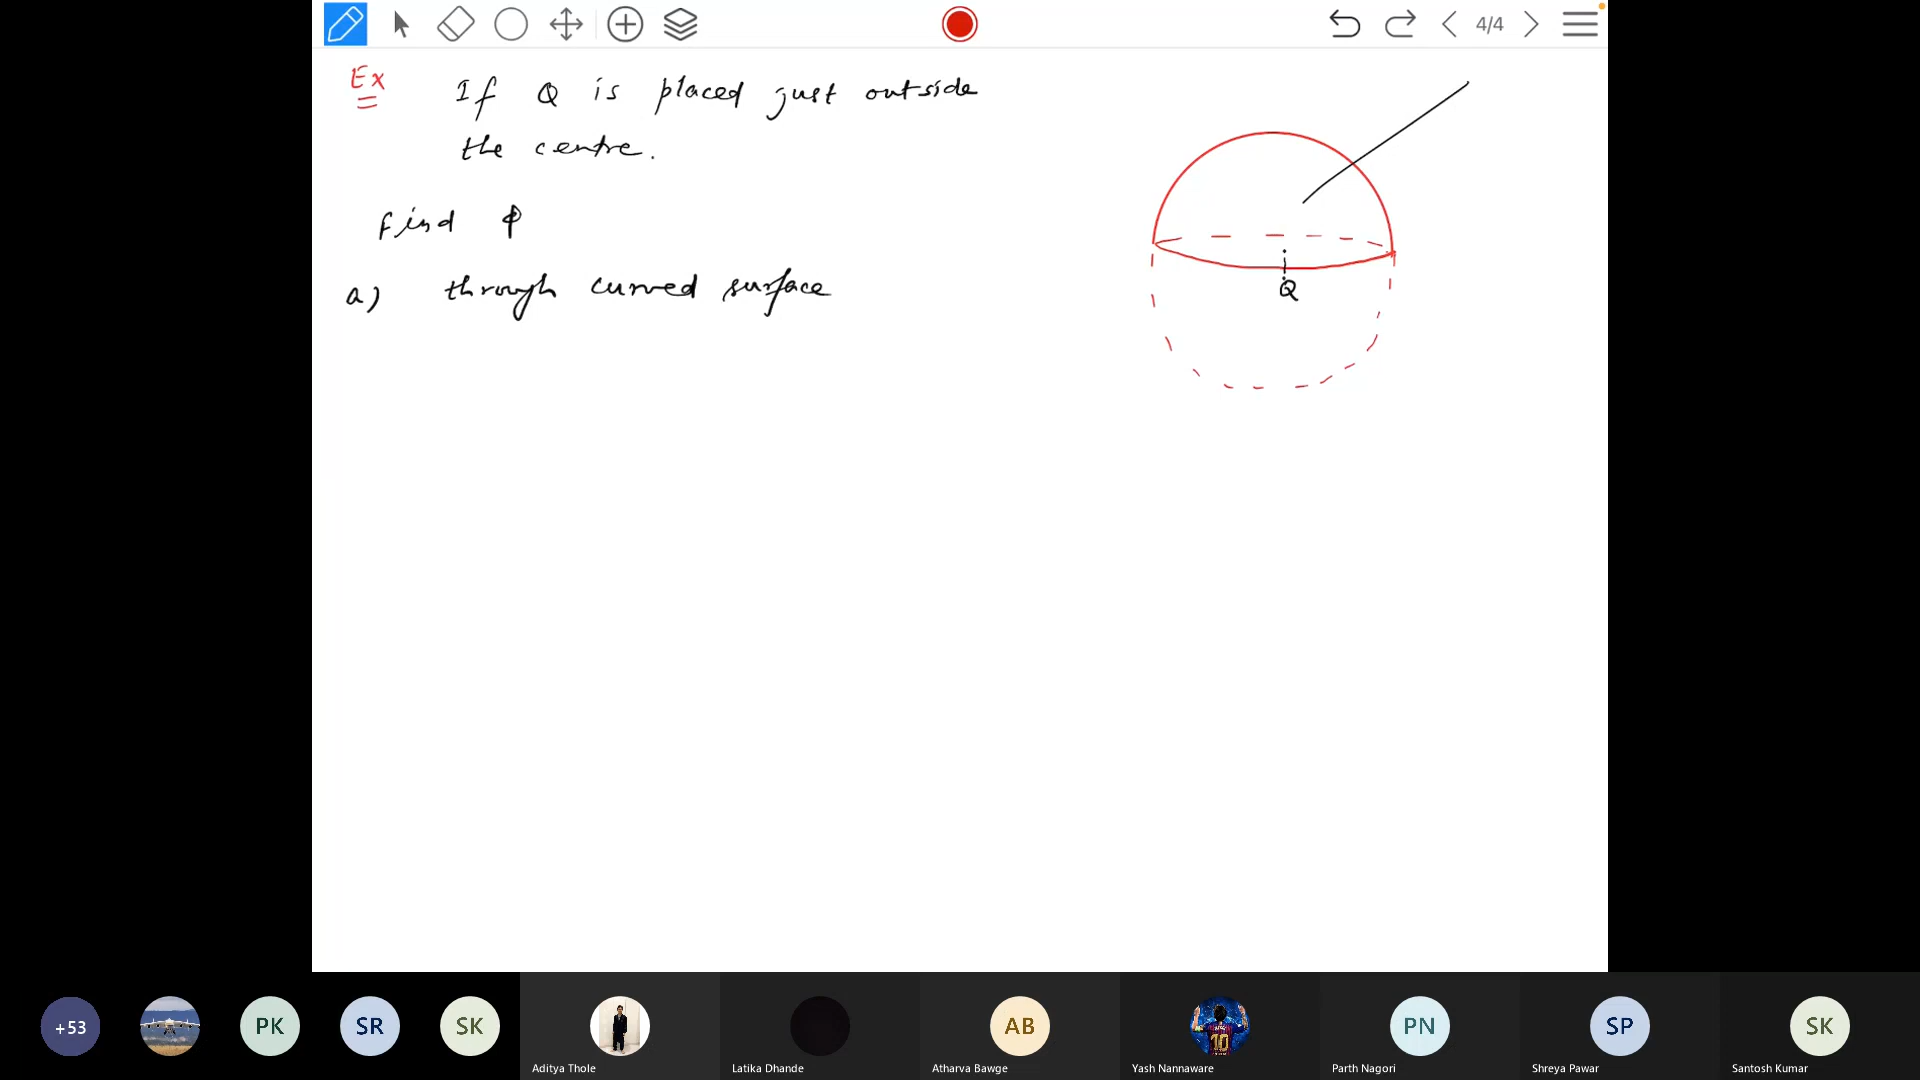 4/4
Ex If Q is placed just outside
the centre.
Find φ
a) through curved surface
Q
+53
PK
SR
SK
AB
10
PN
SP
SK
Aditya Thole
Latika Dhande
Atharva Bawge
Yash Nannaware
Parth Nagori
Shreya Pawar
Santosh Kumar